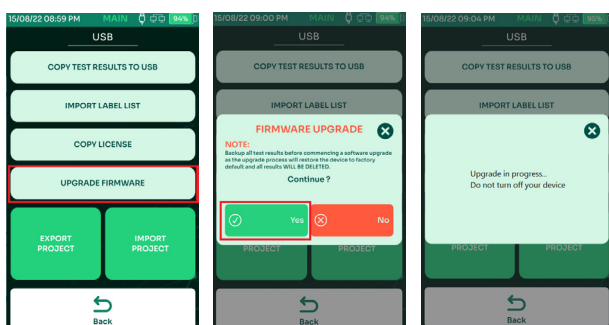 15/08/22 08:59 PM MAIN 94%
USB
COPY TEST RESULTS TO USB
IMPORT LABEL LIST
COPY LICENSE
UPGRADE FIRMWARE
EXPORT
PROJECT
IMPORT
PROJECT
Back
15/08/22 09:00 PM MAIN 94%
USB
COPY TEST RESULTS TO USB
IMPORT LABEL LIST
FIRMWARE UPGRADE
NOTE:
Backup all test results before commencing a software upgrade
as the upgrade process will restore the device to factory
default and all results WILL BE DELETED.
Continue ?
Yes
No
PROJECT
PROJECT
Back
15/08/22 09:04 PM MAIN 95%
USB
COPY TEST RESULTS TO USB
IMPORT LABEL LIST
Upgrade in progress...
Do not turn off your device
PROJECT
PROJECT
Back